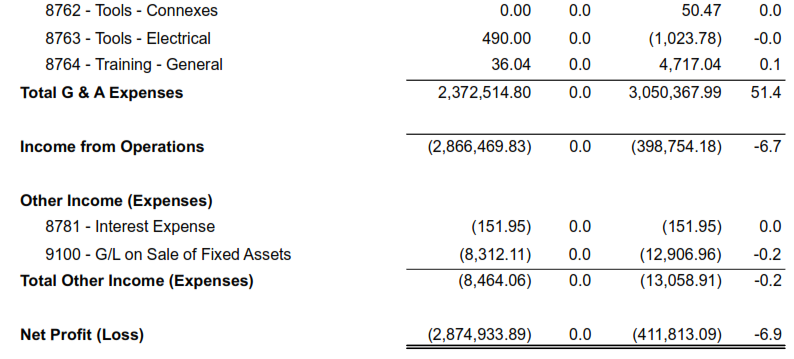 8762 - Tools - Connexes 0.00 0.0 50.47 0.0
8763 - Tools - Electrical 490.00 0.0 (1,023.78) -0.0
8764 - Training - General 36.04 0.0 4,717.04 0.1
Total G & A Expenses 2,372,514.80 0.0 3,050,367.99 51.4
Income from Operations (2,866,469.83) 0.0 (398,754.18) -6.7
Other Income (Expenses)
8781 - Interest Expense (151.95) 0.0 (151.95) 0.0
9100 - G/L on Sale of Fixed Assets (8,312.11) 0.0 (12,906.96) -0.2
Total Other Income (Expenses) (8,464.06) 0.0 (13,058.91) -0.2
Net Profit (Loss) (2,874,933.89) 0.0 (411,813.09) -6.9